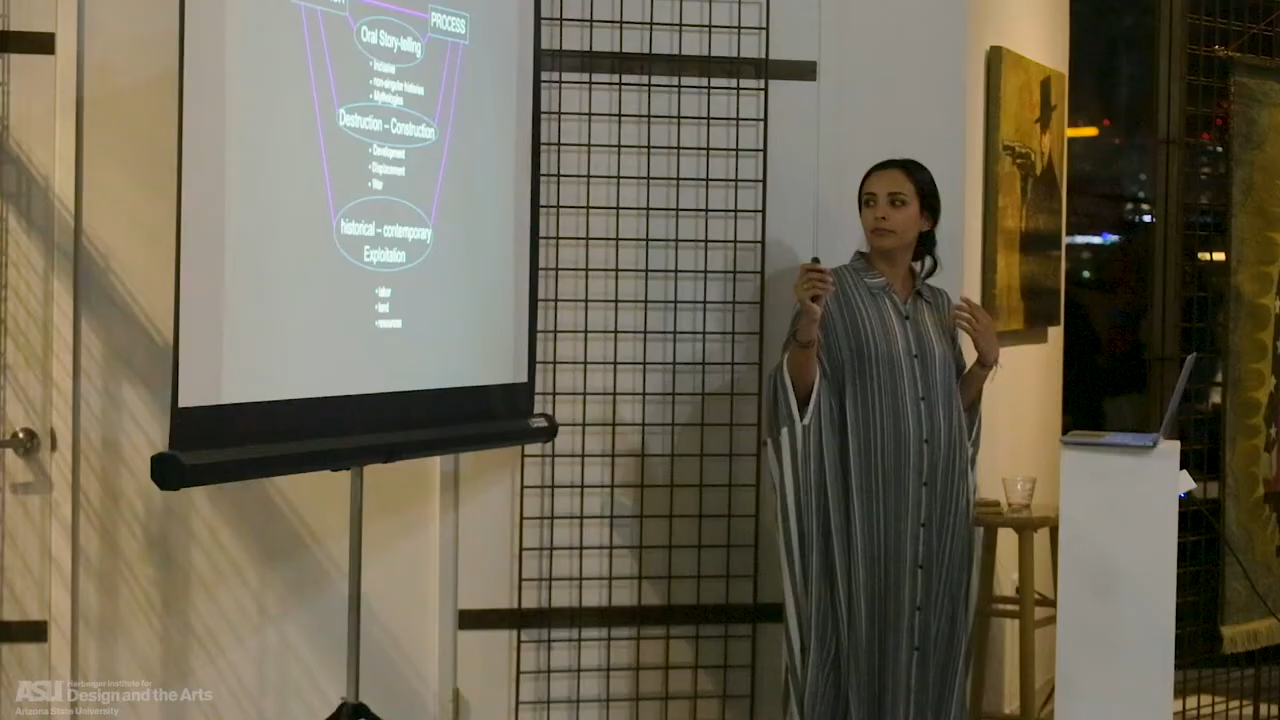 PROCESS
Oral Story-telling
• Inclusive
• non-singular histories
• Mythologies
Destruction – Construction
• Development
• Displacement
• War
historical – contemporary
Exploitation
• labor
• land
• resources
ASU Herberger Institute for
Design and the Arts
Arizona State University